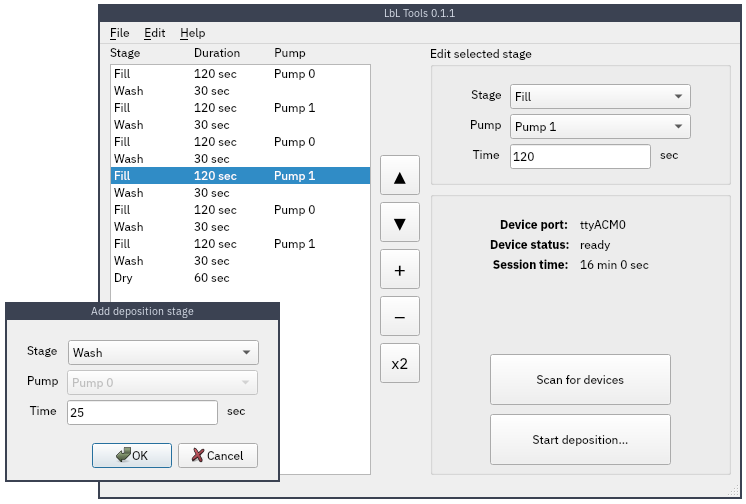 LbL Tools 0.1.1
File Edit Help
Stage Duration Pump
Fill 120 sec Pump 0
Wash 30 sec
Fill 120 sec Pump 1
Wash 30 sec
Fill 120 sec Pump 0
Wash 30 sec
Fill 120 sec Pump 1
Wash 30 sec
Fill 120 sec Pump 0
Wash 30 sec
Fill 120 sec Pump 1
Wash 30 sec
Dry 60 sec
+
−
x2
Edit selected stage
Stage Fill
Pump Pump 1
Time 120 sec
Device port: ttyACM0
Device status: ready
Session time: 16 min 0 sec
Scan for devices
Start deposition...
Add deposition stage
Stage Wash
Pump Pump 0
Time 25 sec
OK Cancel